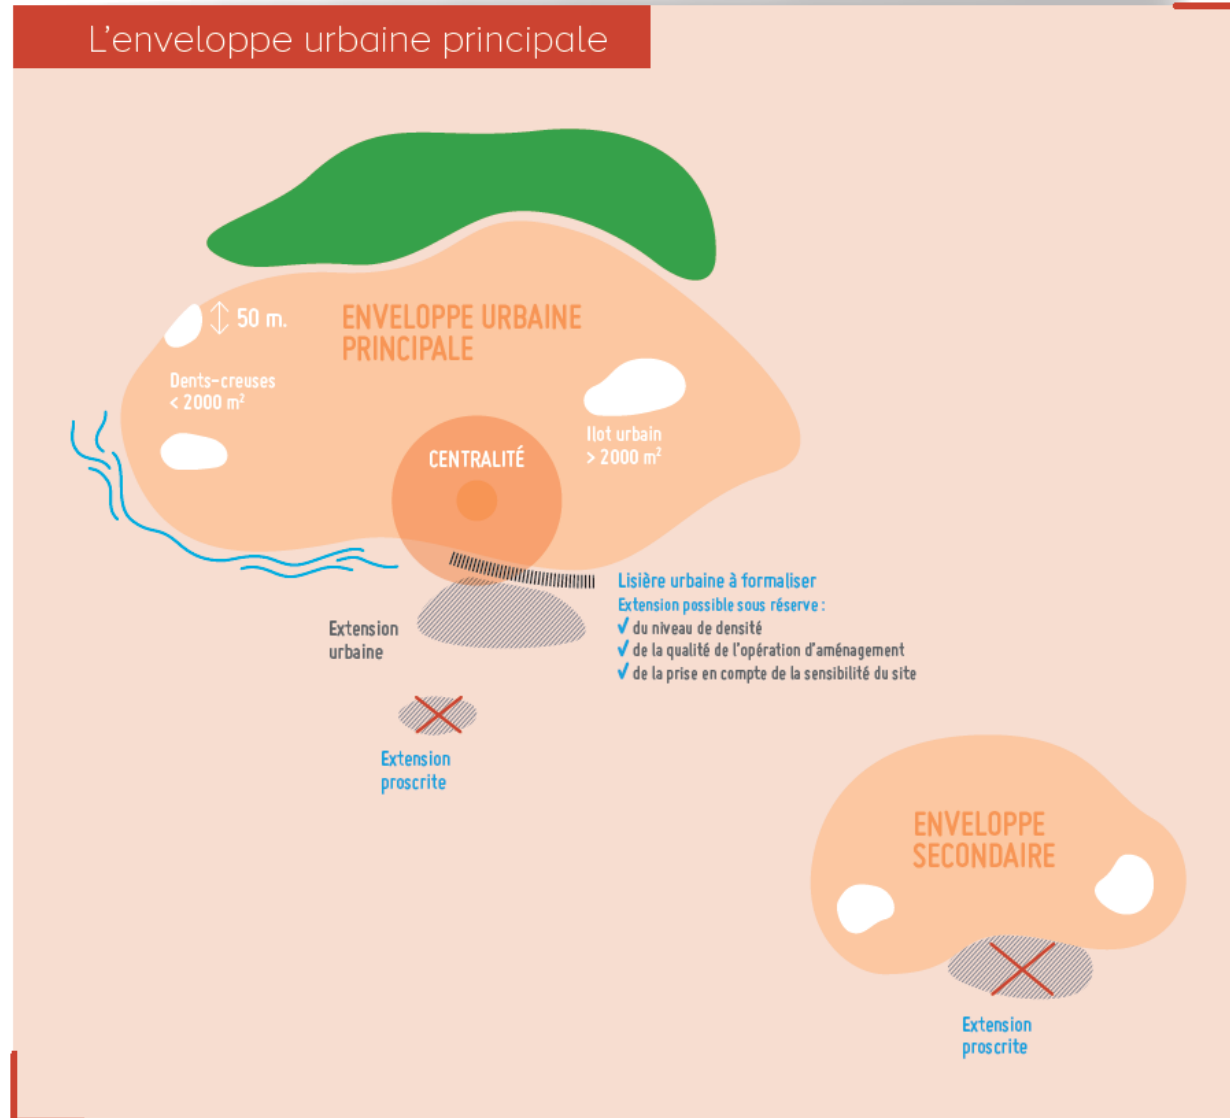 L'enveloppe urbaine principale
50 m.
ENVELOPPE URBAINE
PRINCIPALE
Dents-creuses
< 2000 m²
Ilot urbain
> 2000 m²
CENTRALITÉ
Lisière urbaine à formaliser
Extension possible sous réserve :
✓ du niveau de densité
✓ de la qualité de l'opération d'aménagement
✓ de la prise en compte de la sensibilité du site
Extension
urbaine
Extension
proscrite
ENVELOPPE
SECONDAIRE
Extension
proscrite